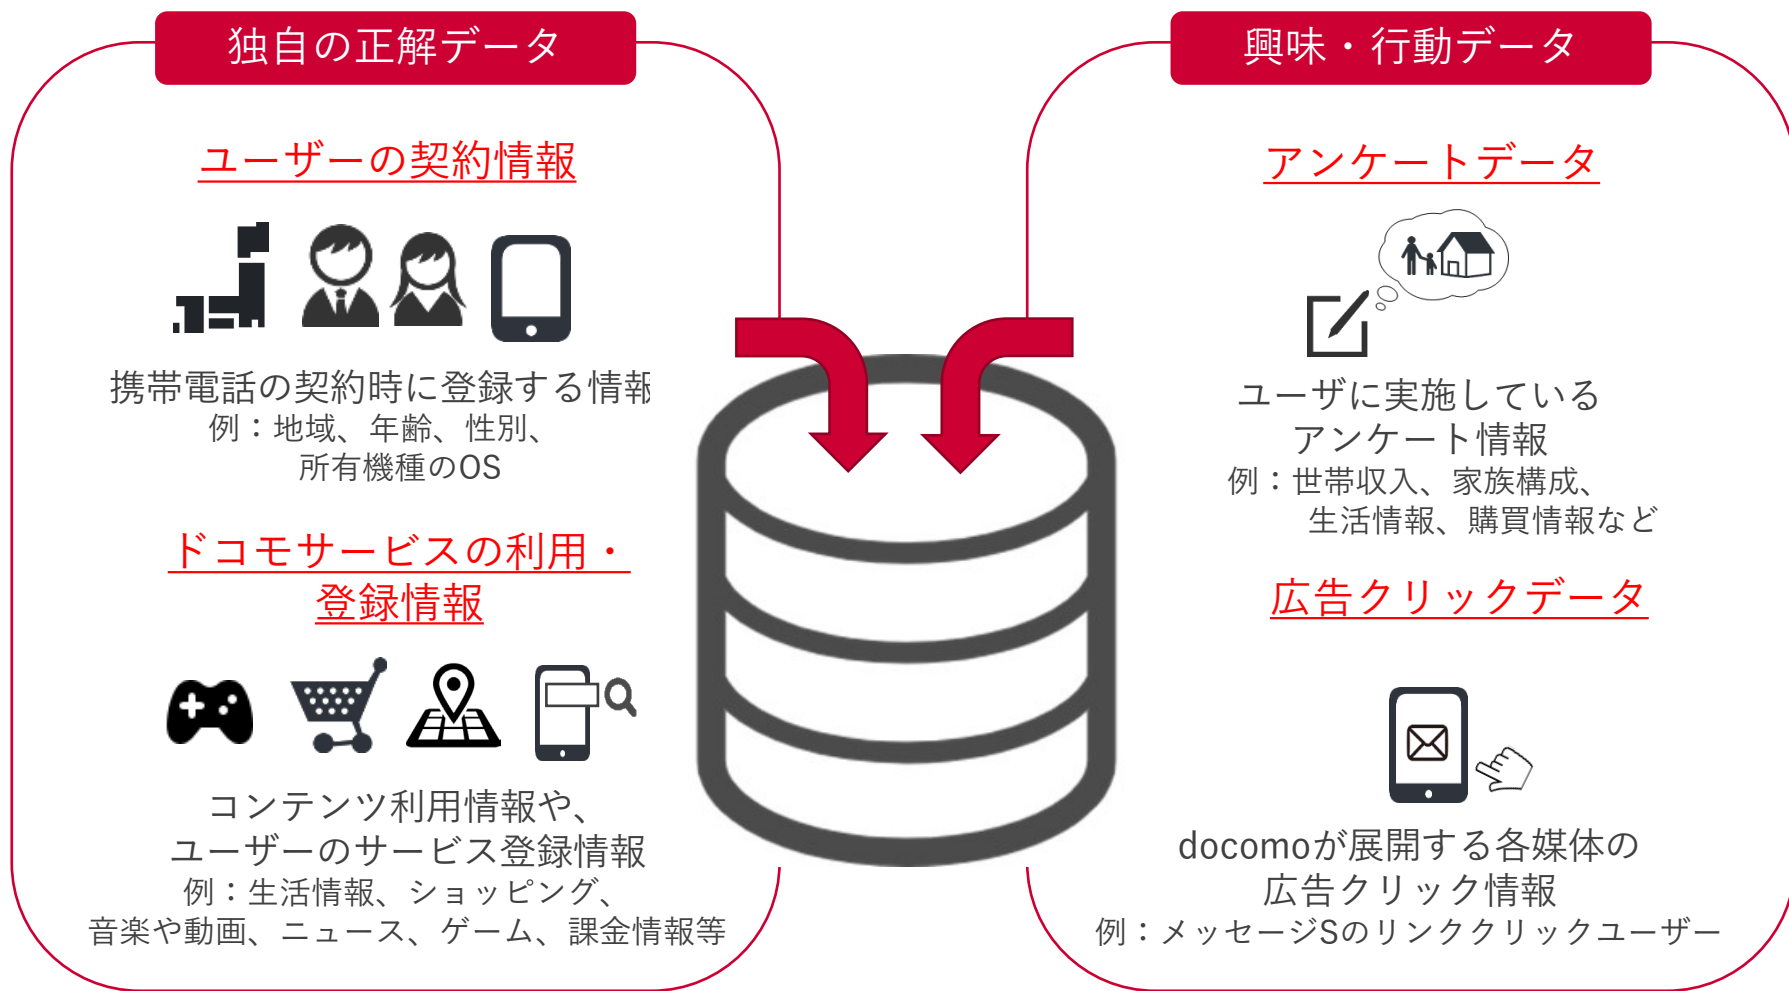 独自の正解データ
ユーザーの契約情報
携帯電話の契約時に登録する情報
例：地域、年齢、性別、
所有機種のOS
ドコモサービスの利用・
登録情報
コンテンツ利用情報や、
ユーザーのサービス登録情報
例：生活情報、ショッピング、
音楽や動画、ニュース、ゲーム、課金情報等
興味・行動データ
アンケートデータ
ユーザに実施している
アンケート情報
例：世帯収入、家族構成、
生活情報、購買情報など
広告クリックデータ
docomoが展開する各媒体の
広告クリック情報
例：メッセージSのリンククリックユーザー